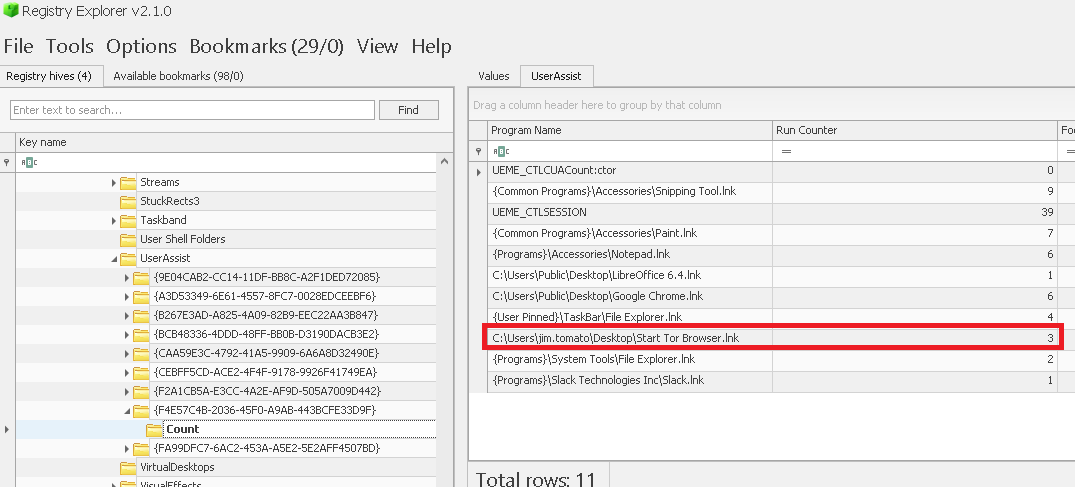 Registry Explorer v2.1.0
File Tools Options Bookmarks (29/0) View Help
Registry hives (4) Available bookmarks (98/0)
Enter text to search... Find
Key name
ABC
Streams
StuckRects3
Taskband
User Shell Folders
UserAssist
{9E04CAB2-CC14-11DF-BB8C-A2F1DED72085}
{A3D53349-6E61-4557-8FC7-0028EDCEEBF6}
{B267E3AD-A825-4A09-82B9-EEC22AA3B847}
{BCB48336-4DDD-48FF-BB0B-D3190DACB3E2}
{CAA59E3C-4792-41A5-9909-6A6A8D32490E}
{CEBFF5CD-ACE2-4F4F-9178-9926F41749EA}
{F2A1CB5A-E3CC-4A2E-AF9D-505A7009D442}
{F4E57C4B-2036-45F0-A9AB-443BCFE33D9F}
Count
{FA99DFC7-6AC2-453A-A5E2-5E2AFF4507BD}
VirtualDesktops
VisualEffects
Values UserAssist
Drag a column header here to group by that column
Program Name Run Counter Foc
ABC = =
UEME_CTLCUACount:ctor 0
{Common Programs}\Accessories\Snipping Tool.lnk 9
UEME_CTLSESSION 39
{Common Programs}\Accessories\Paint.lnk 7
{Programs}\Accessories\Notepad.lnk 6
C:\Users\Public\Desktop\LibreOffice 6.4.lnk 1
C:\Users\Public\Desktop\Google Chrome.lnk 6
{User Pinned}\TaskBar\File Explorer.lnk 4
C:\Users\jim.tomato\Desktop\Start Tor Browser.lnk 3
{Programs}\System Tools\File Explorer.lnk 2
{Programs}\Slack Technologies Inc\Slack.lnk 1
Total rows: 11